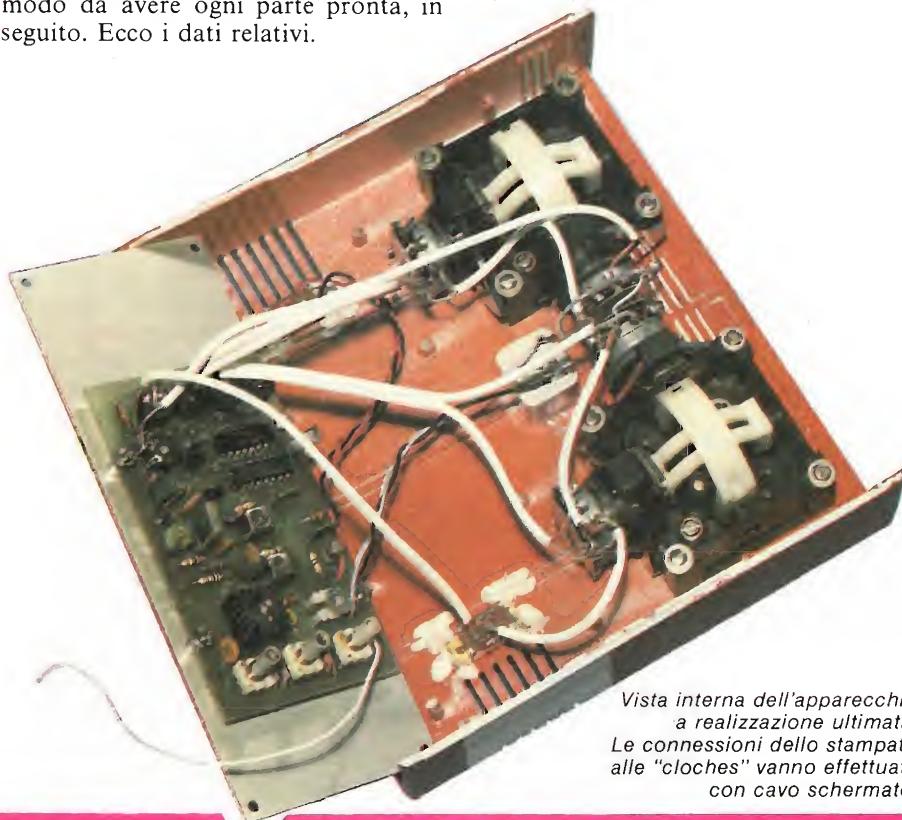 modo da avere ogni parte pronta, in
seguito. Ecco i dati relativi.
Vista interna dell'apparecchi
a realizzazione ultimat
Le connessioni dello stampat
alle "cloches" vanno effettuat
con cavo schermat